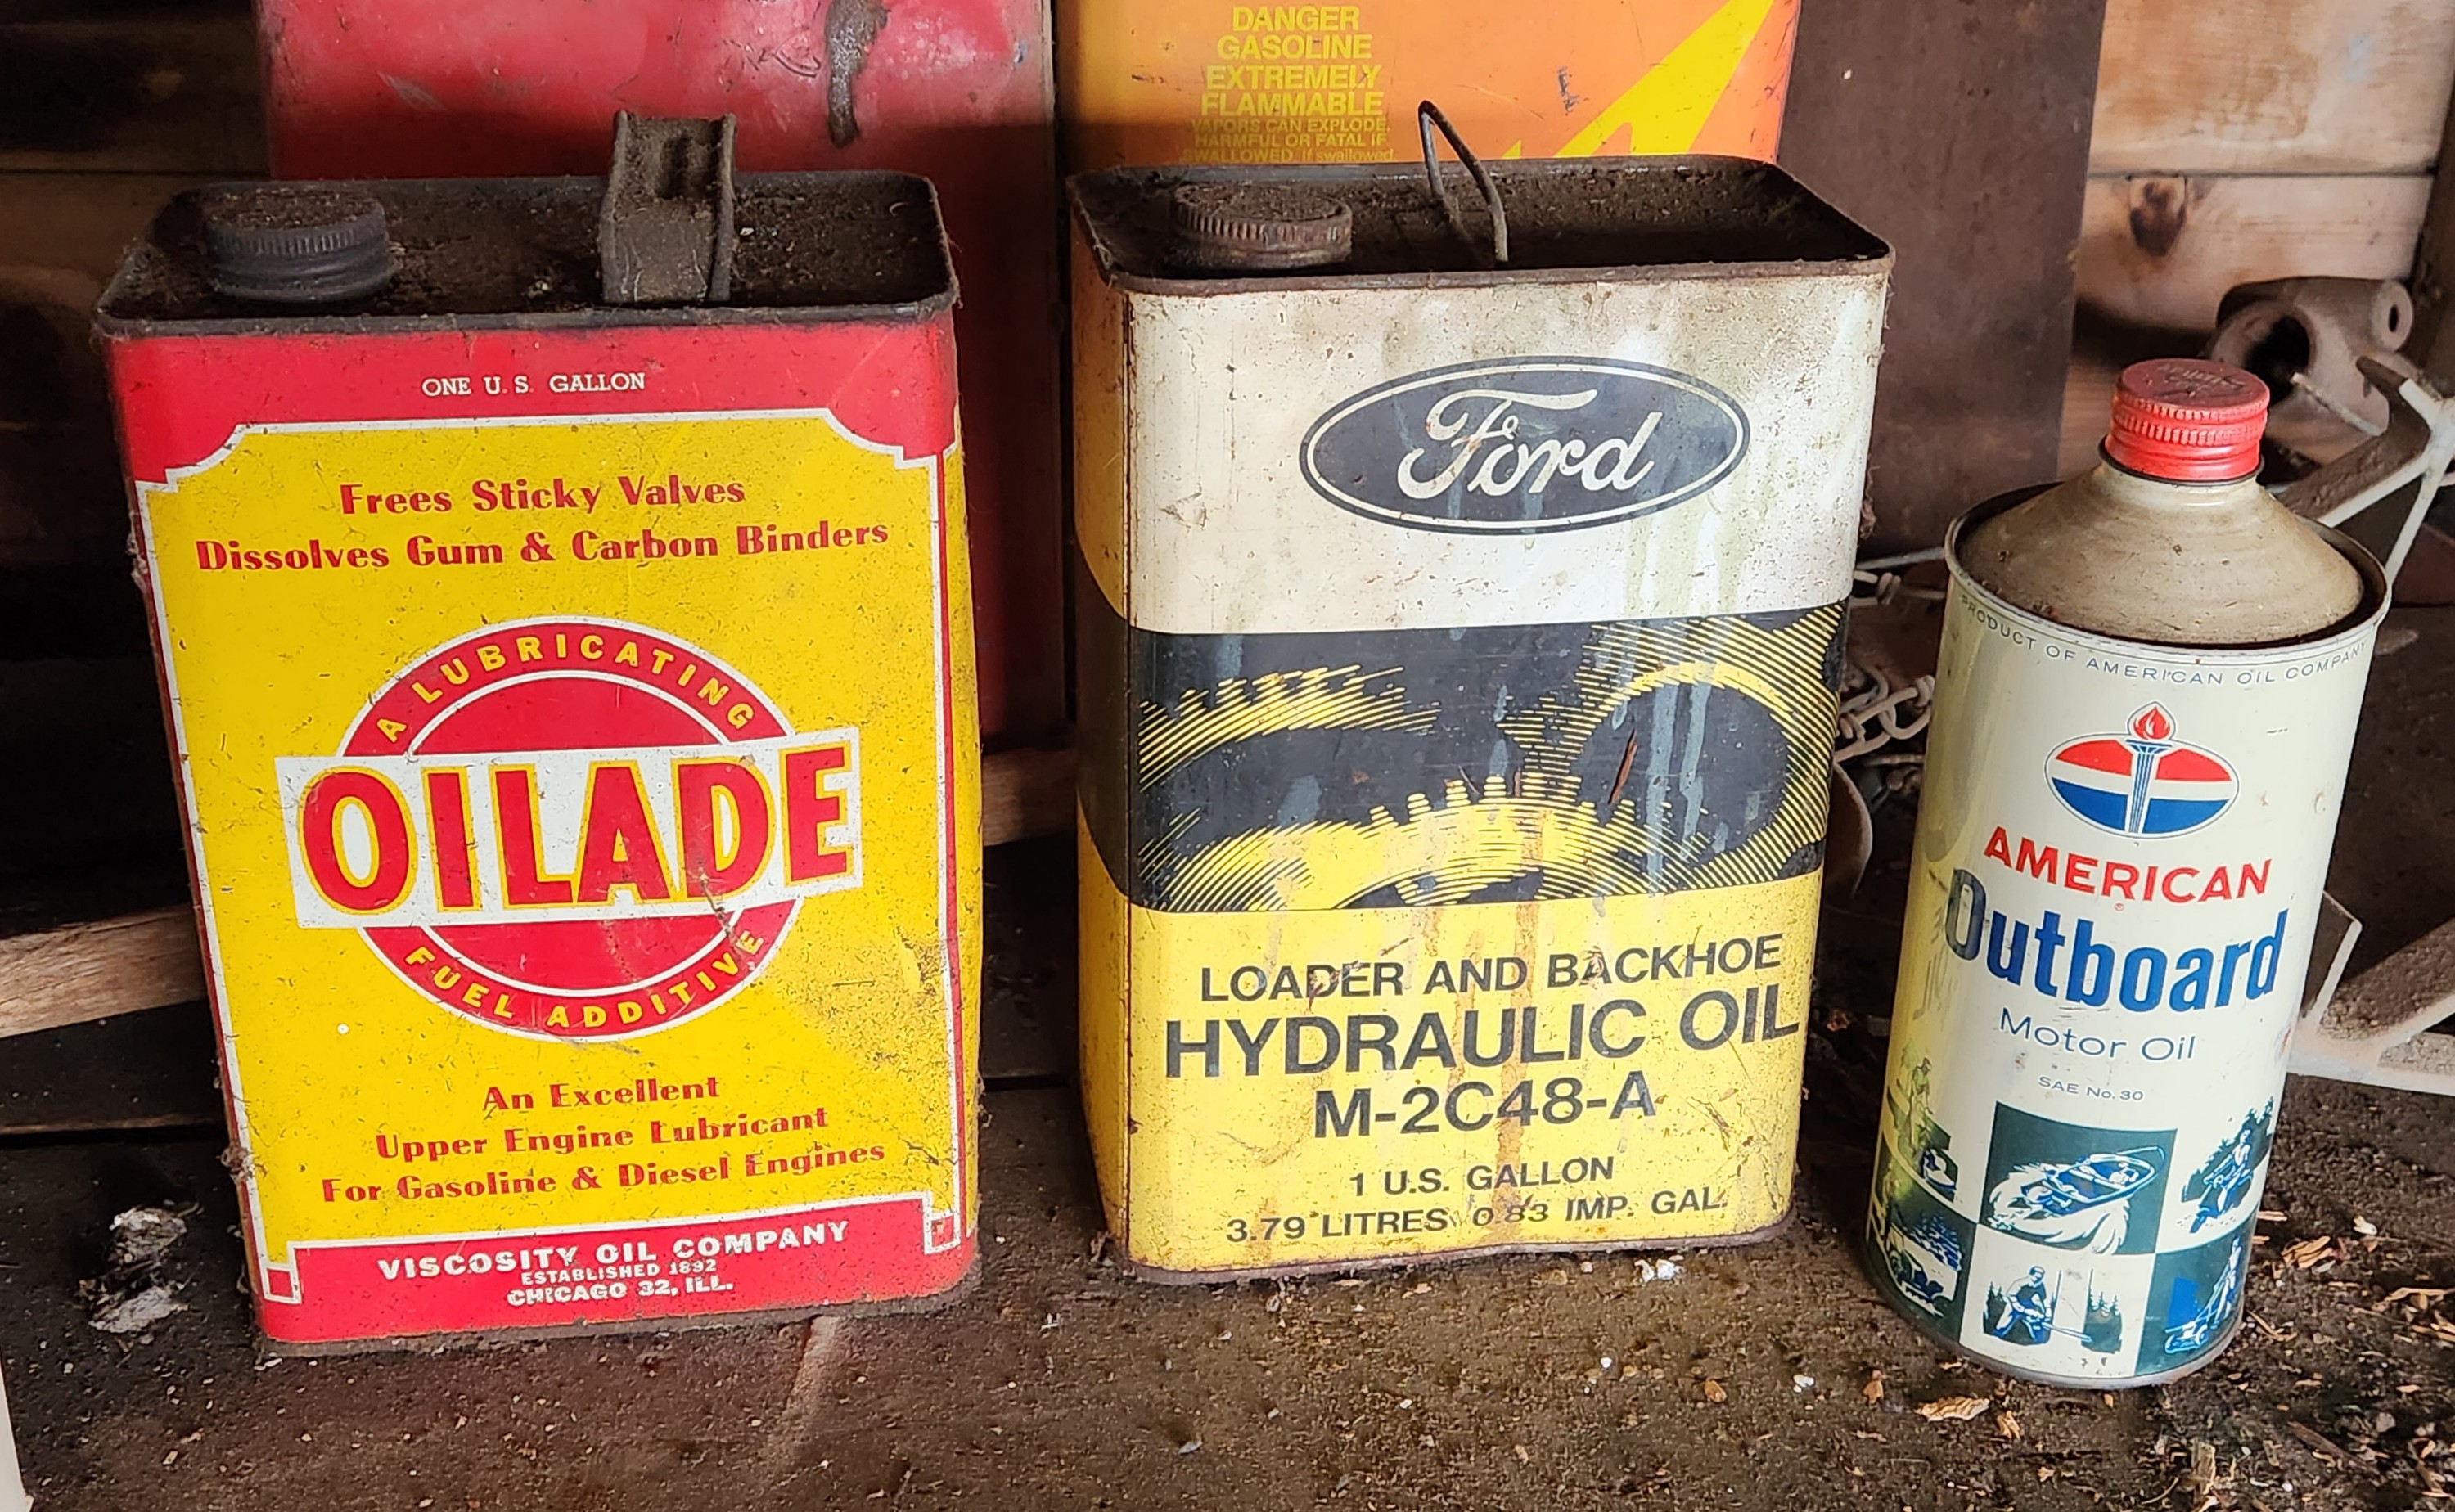 DANGER
GASOLINE
EXTREMELY
FLAMMABLE
VAPORS CAN EXPLODE.
HARMFUL OR FATAL IF
SWALLOWED. If swallowed
ONE U. S. GALLON
Frees Sticky Valves
Dissolves Gum & Carbon Binders
A LUBRICATING
OILADE
FUEL ADDITIVE
An Excellent
Upper Engine Lubricant
For Gasoline & Diesel Engines
VISCOSITY OIL COMPANY
ESTABLISHED 1892
CHICAGO 32, ILL.
Ford
LOADER AND BACKHOE
HYDRAULIC OIL
M-2C48-A
1 U.S. GALLON
3.79 LITRES 0.83 IMP. GAL.
PRODUCT OF AMERICAN OIL COMPANY
AMERICAN
®
Outboard
Motor Oil
SAE No. 30